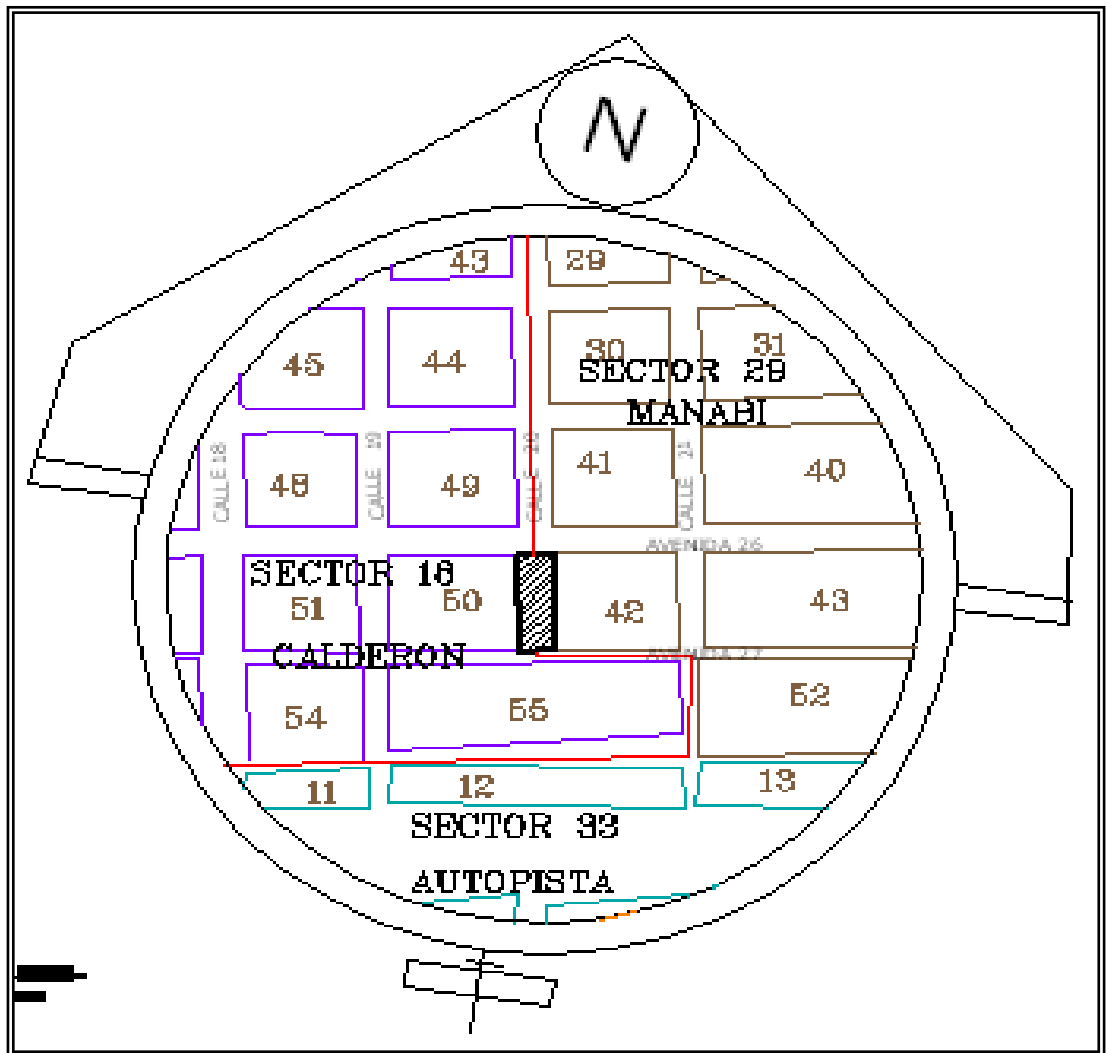 N
43
29
45
44
30
31
SECTOR 29
MANABI
CALLE 18
CALLE 19
CALLE 20
CALLE 21
48
49
41
40
AVENIDA 26
SECTOR 16
51
50
42
43
CALDERON
AVENIDA 27
54
55
52
11
12
13
SECTOR 33
AUTOPISTA